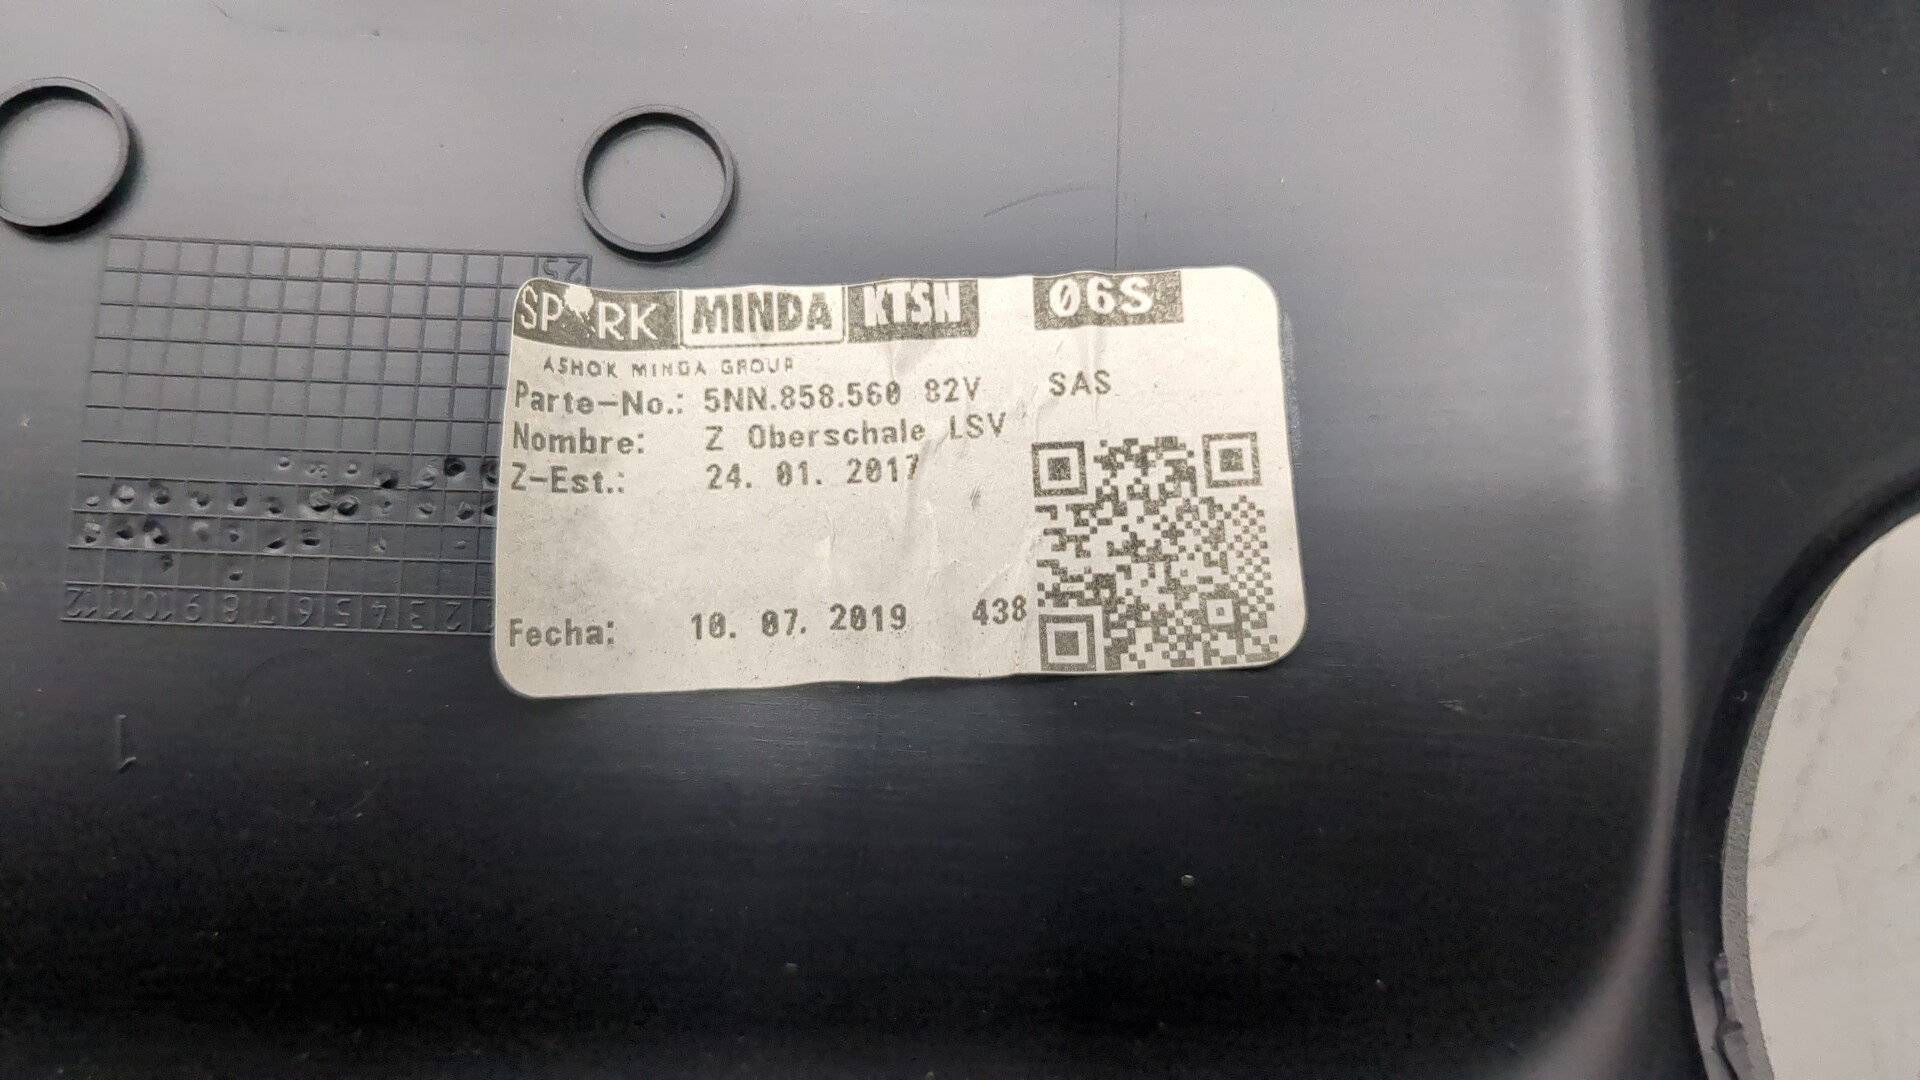 25
SPARK MINDA KTSN 06S
ASHOK MINDA GROUP
Parte-No.: 5NN.858.560 82V SAS
Nombre: Z Oberschale LSV
Z-Est.: 24. 01. 2017
Fecha: 10. 07. 2019 438
12 11 10 9 8 7 6 5 4 3 2 1
1